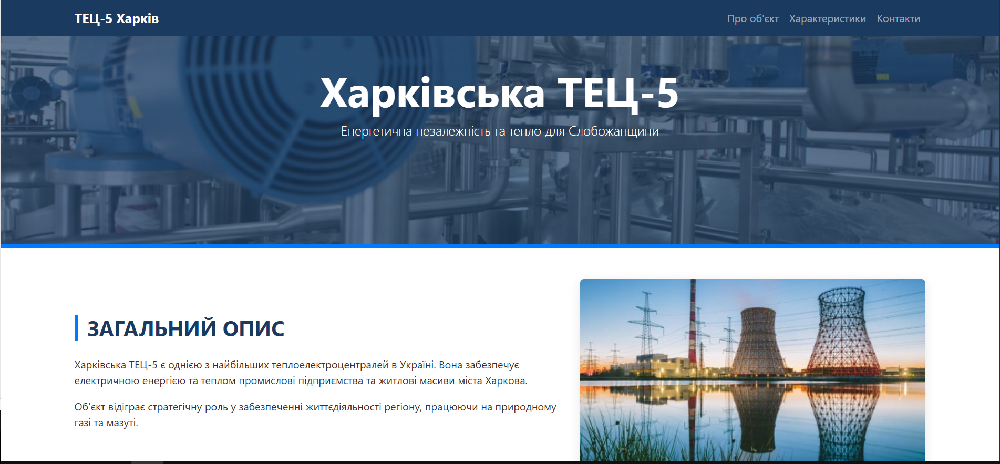 ТЕЦ-5 Харків
Про об'єкт Характеристики Контакти
Харківська ТЕЦ-5
Енергетична незалежність та тепло для Слобожанщини
ЗАГАЛЬНИЙ ОПИС
Харківська ТЕЦ-5 є однією з найбільших теплоелектроцентралей в Україні. Вона забезпечує
електричною енергією та теплом промислові підприємства та житлові масиви міста Харкова.
Об'єкт відіграє стратегічну роль у забезпеченні життєдіяльності регіону, працюючи на природному
газі та мазуті.